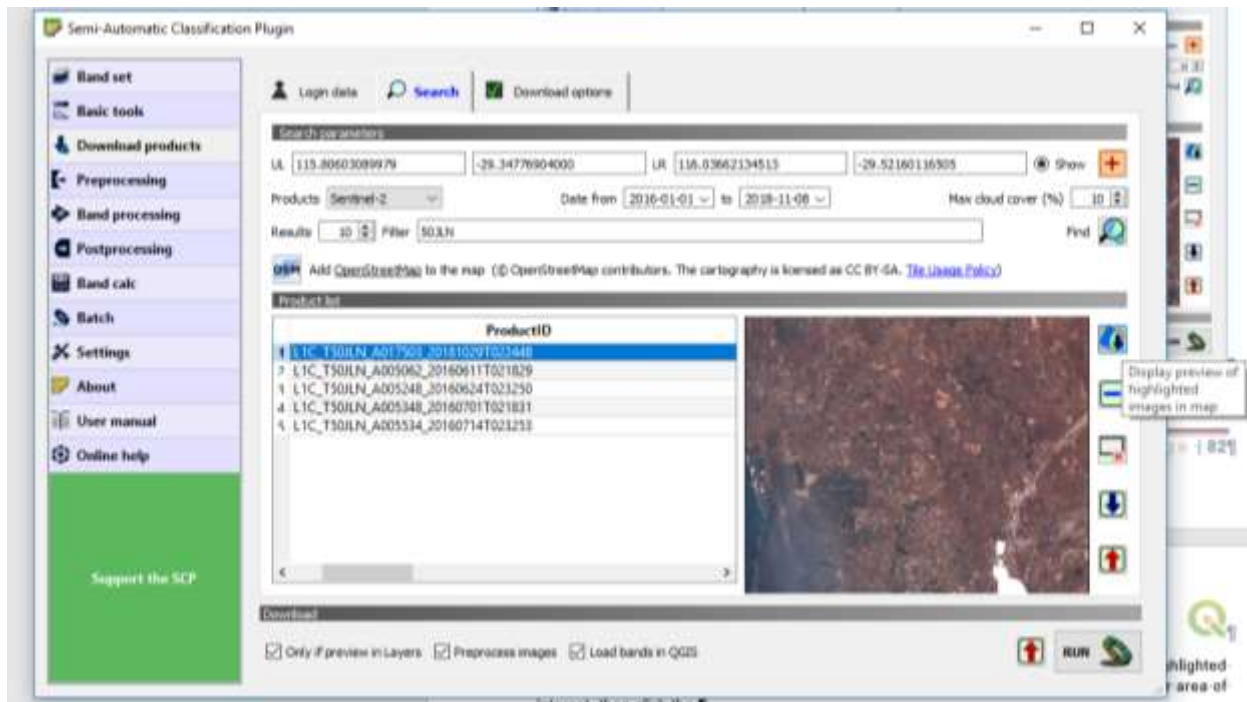 Semi-Automatic Classification Plugin
Band set
Basic tools
Download products
Preprocessing
Band processing
Postprocessing
Band calc
Batch
Settings
About
User manual
Online help
Support the SCP
Login data Search Download options
Search parameters
UL 115.80603089979 -29.34776904000 LR 116.03662134513 -29.52160116505 Show
Products Sentinel-2 Date from 2016-01-01 to 2018-11-08 Max cloud cover (%) 10
Results 10 Filter 50JLN Find
OSM Add OpenStreetMap to the map (© OpenStreetMap contributors. The cartography is licensed as CC BY-SA. Tile Usage Policy)
Product list
ProductID
1 L1C_T50JLN_A017503_20181029T023448
2 L1C_T50JLN_A005062_20160611T021829
3 L1C_T50JLN_A005248_20160624T023250
4 L1C_T50JLN_A005348_20160701T021831
5 L1C_T50JLN_A005534_20160714T023253
Display preview of
highlighted
images in map
Download
Only if preview in Layers Preprocess images Load bands in QGIS
RUN
82¶
hlighted
r area of